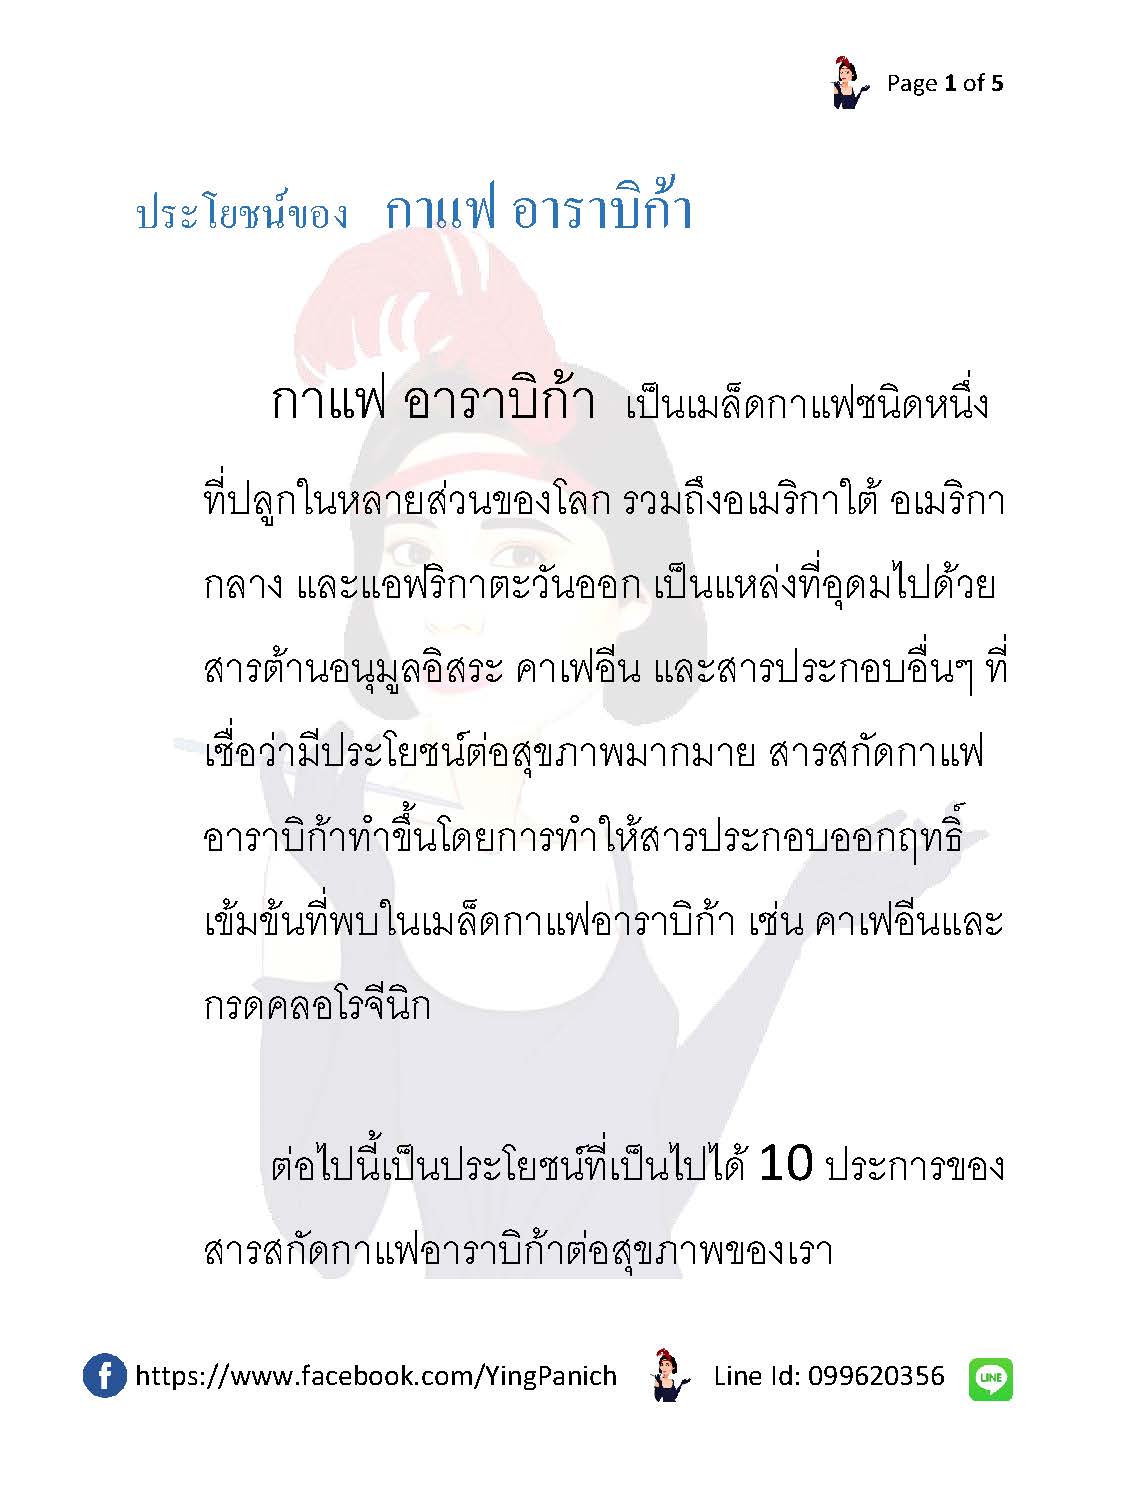 Page 1 of 5
ประโยชน์ของ กาแฟ อาราบิก้า
กาแฟ อาราบิก้า เป็นเมล็ดกาแฟชนิดหนึ่ง
ที่ปลูกในหลายส่วนของโลก รวมถึงอเมริกาใต้ อเมริกา
กลาง และแอฟริกาตะวันออก เป็นแหล่งที่อุดมไปด้วย
สารต้านอนุมูลอิสระ คาเฟอีน และสารประกอบอื่นๆ ที่
เชื่อว่ามีประโยชน์ต่อสุขภาพมากมาย สารสกัดกาแฟ
อาราบิก้าทำขึ้นโดยการทำให้สารประกอบออกฤทธิ์
เข้มข้นที่พบในเมล็ดกาแฟอาราบิก้า เช่น คาเฟอีนและ
กรดคลอโรจีนิก
ต่อไปนี้เป็นประโยชน์ที่เป็นไปได้ 10 ประการของ
สารสกัดกาแฟอาราบิก้าต่อสุขภาพของเรา
https://www.facebook.com/YingPanich Line Id: 099620356 LINE